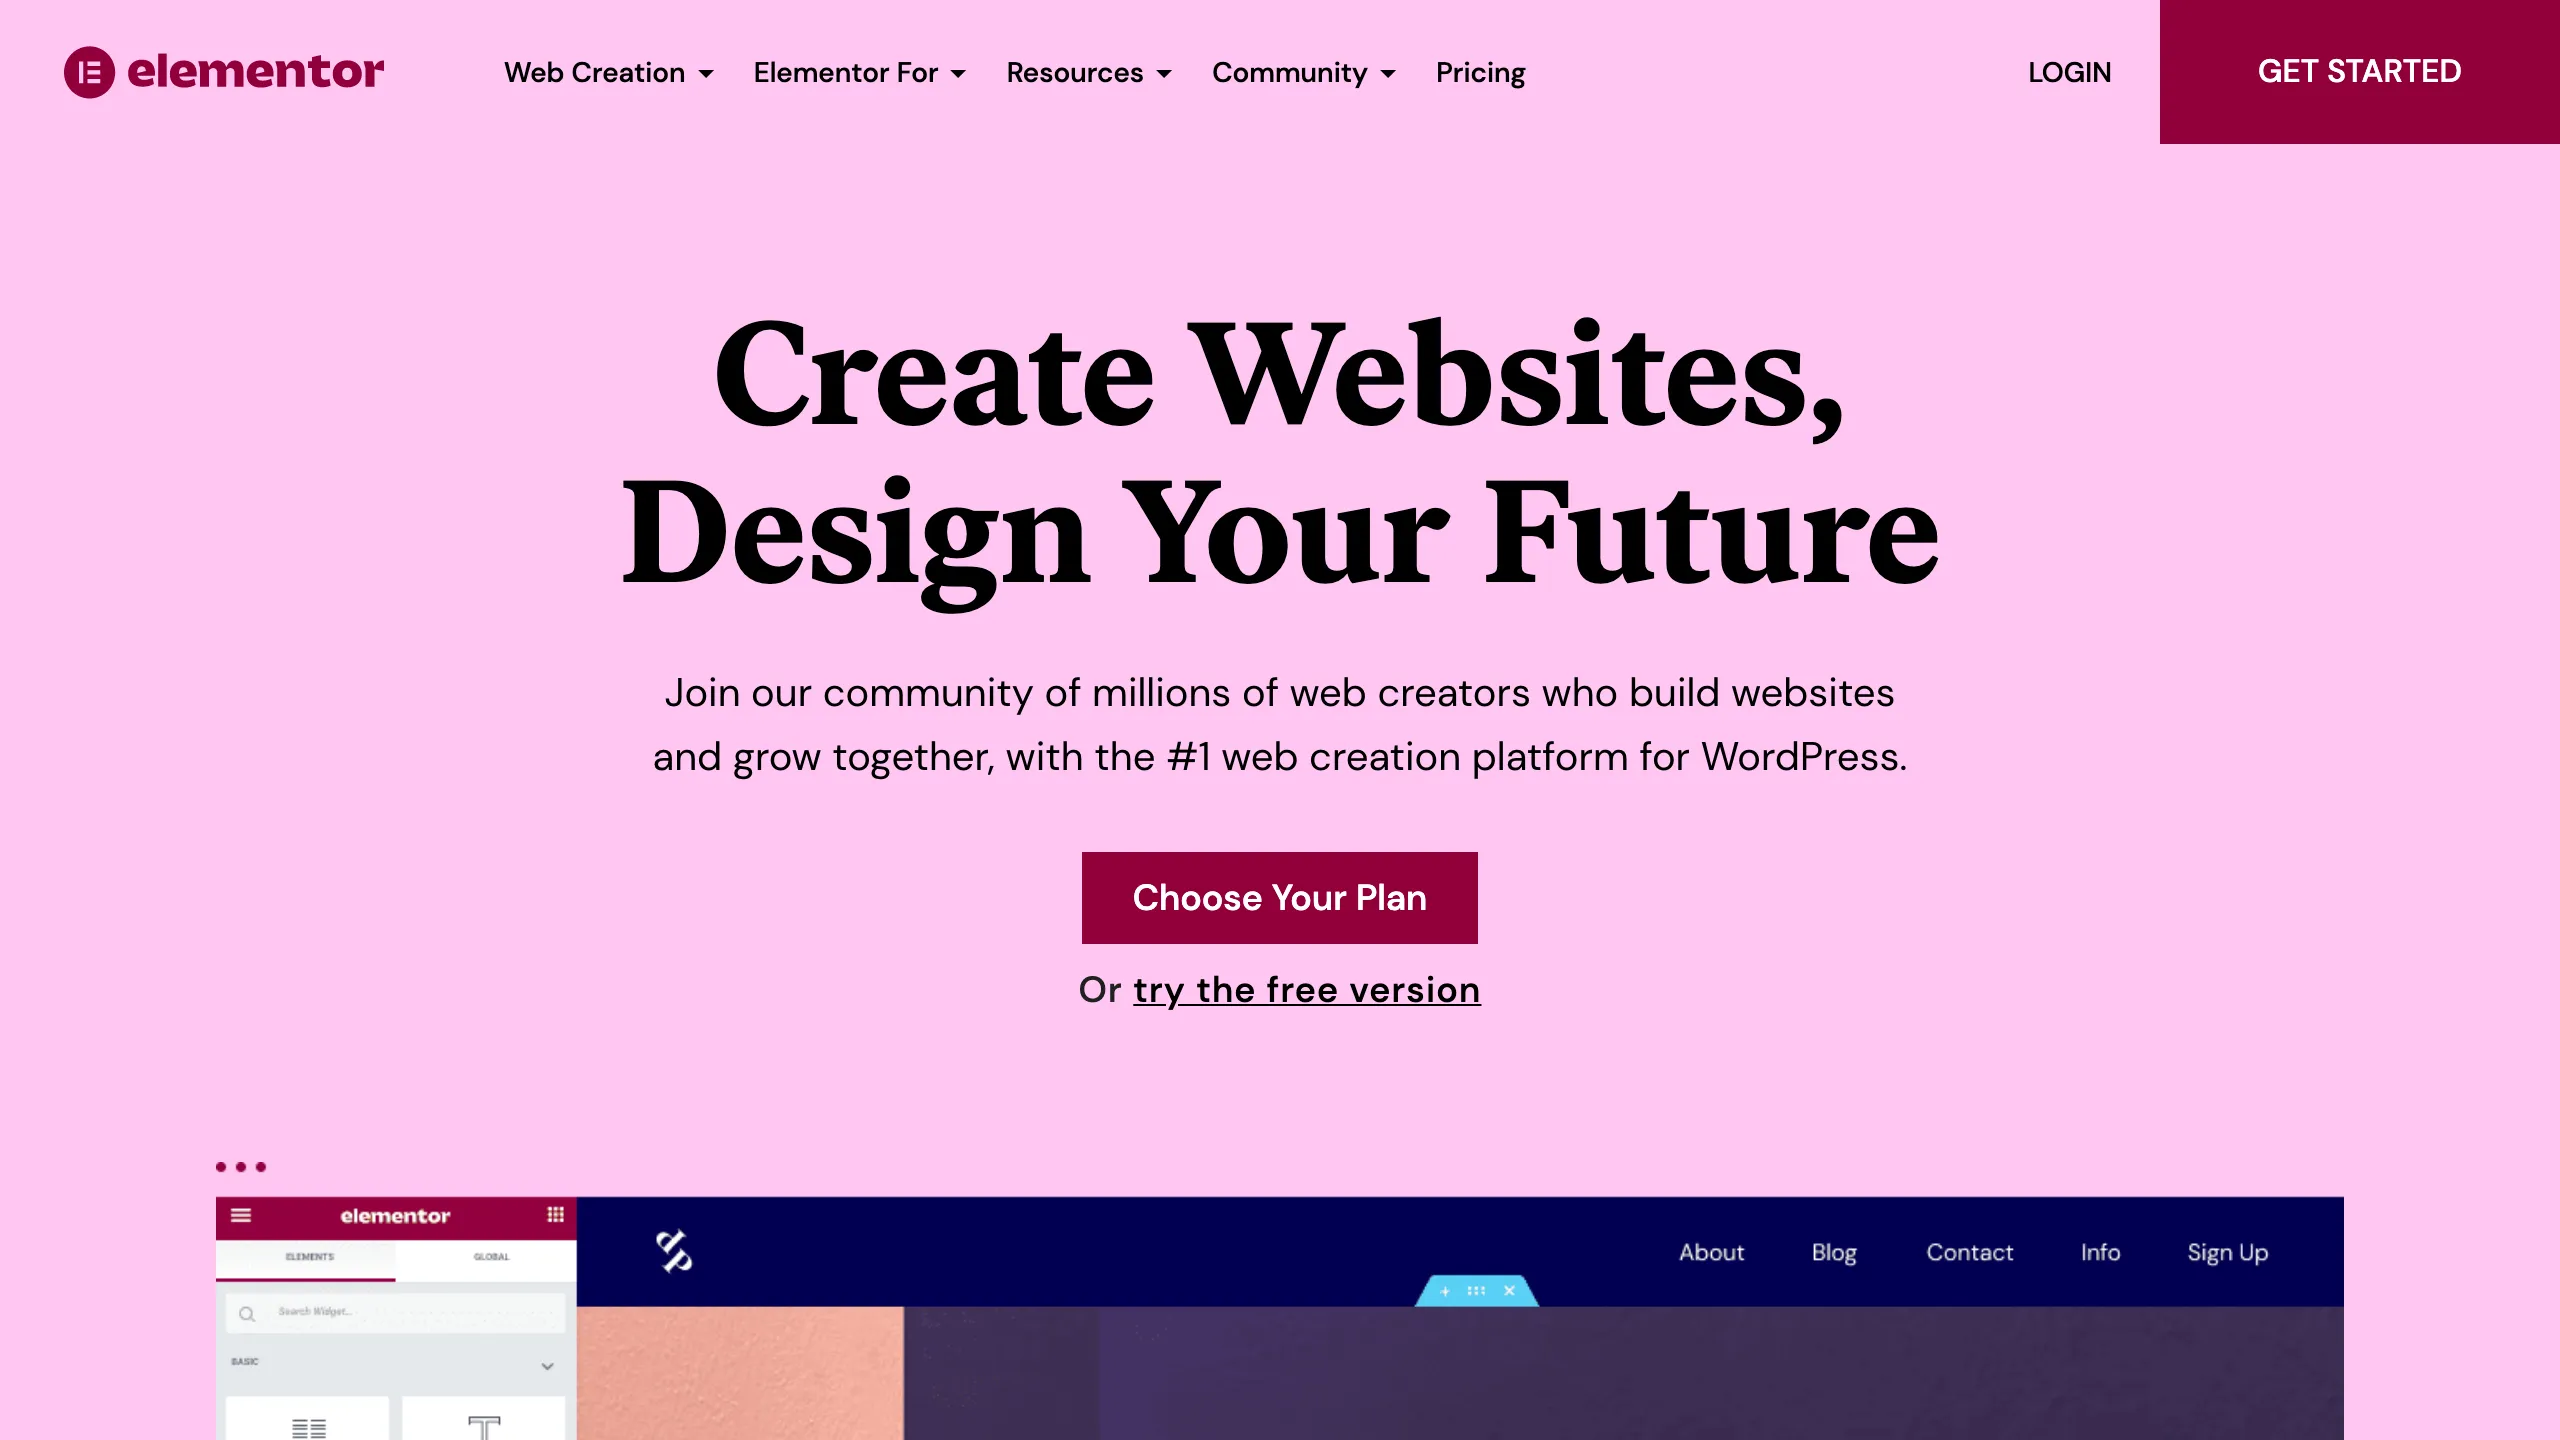 elementor
Web Creation
Elementor For
Resources
Community
Pricing
LOGIN
GET STARTED
Create Websites,
Design Your Future
Join our community of millions of web creators who build websites
and grow together, with the #1 web creation platform for WordPress.
Choose Your Plan
Or try the free version
elementor
ELEMENTS
GLOBAL
Search Widget...
BASIC
About
Blog
Contact
Info
Sign Up